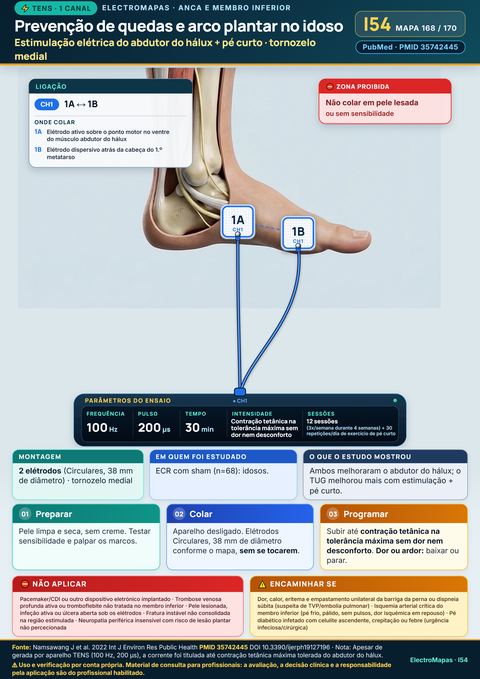 TENS · 1 CANAL
ELECTROMAPAS · ANCA E MEMBRO INFERIOR
Prevenção de quedas e arco plantar no idoso
Estimulação elétrica do abdutor do hálux + pé curto · tornozelo
medial
I54 MAPA 168 / 170
PubMed · PMID 35742445
LIGAÇÃO
CH1 1A ↔ 1B
ONDE COLAR
1A Elétrodo ativo sobre o ponto motor no ventre
do músculo abdutor do hálux
1B Elétrodo dispersivo atrás da cabeça do 1.º
metatarso
ZONA PROIBIDA
Não colar em pele lesada
ou sem sensibilidade
1A
CH1
1B
CH1
CH1
PARÂMETROS DO ENSAIO
FREQUÊNCIA
100 Hz
PULSO
200 µs
TEMPO
30 min
INTENSIDADE
Contração tetânica na
tolerância máxima sem
dor nem desconforto
SESSÕES
12 sessões
(3x/semana durante 4 semanas) + 30
repetições/dia de exercício de pé curto
MONTAGEM
2 elétrodos (Circulares, 38 mm
de diâmetro) · tornozelo medial
EM QUEM FOI ESTUDADO
ECR com sham (n=68): idosos.
O QUE O ESTUDO MOSTROU
Ambos melhoraram o abdutor do hálux; o
TUG melhorou mais com estimulação +
pé curto.
01 Preparar
Pele limpa e seca, sem creme. Testar
sensibilidade e palpar os marcos.
02 Colar
Aparelho desligado. Elétrodos
Circulares, 38 mm de diâmetro
conforme o mapa, sem se tocarem.
03 Programar
Subir até contração tetânica na
tolerância máxima sem dor nem
desconforto. Dor ou ardor: baixar ou
parar.
NÃO APLICAR
Pacemaker/CDI ou outro dispositivo eletrónico implantado · Trombose venosa
profunda ativa ou tromboflebite não tratada no membro inferior · Pele lesionada,
infeção ativa ou úlcera aberta sob os elétrodos · Fratura instável não consolidada
na região estimulada · Neuropatia periférica insensível com risco de lesão plantar
não percecionada
ENCAMINHAR SE
Dor, calor, eritema e empastamento unilateral da barriga da perna ou dispneia
súbita (suspeita de TVP/embolia pulmonar) · Isquemia arterial crítica do
membro inferior (pé frio, pálido, sem pulsos, dor isquémica em repouso) · Pé
diabético infetado com celulite ascendente, crepitação ou febre (urgência
infeciosa/cirúrgica)
Fonte: Namsawang J et al. 2022 Int J Environ Res Public Health PMID 35742445 DOI 10.3390/ijerph19127196 · Nota: Apesar de
gerada por aparelho TENS (100 Hz, 200 µs), a corrente foi titulada até contração tetânica máxima tolerada do abdutor do hálux.
Uso e verificação por conta própria. Material de consulta para profissionais: a avaliação, a decisão clínica e a responsabilidade
pela aplicação são do profissional habilitado.
ElectroMapas · I54